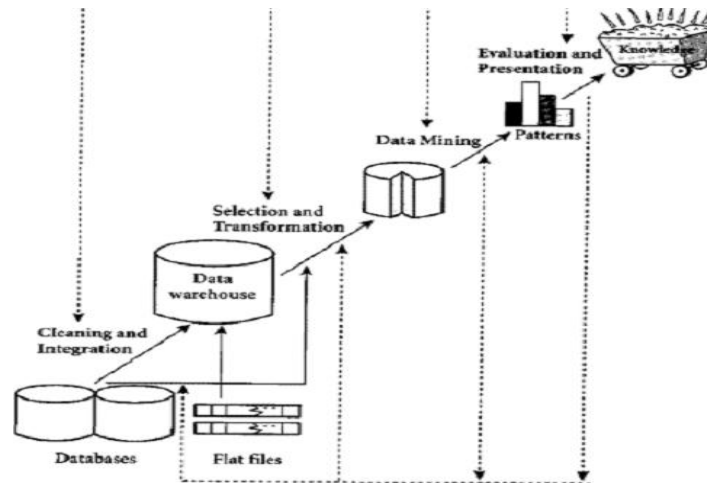 Evaluation and
Presentation
Knowledge
Data Mining
Patterns
Selection and
Transformation
Data
warehouse
Cleaning and
Integration
Databases
Flat files